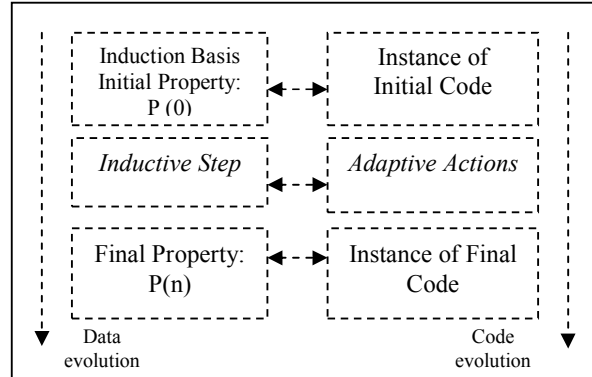 Induction Basis
Initial Property:
P (0)
Instance of
Initial Code
Inductive Step
Adaptive Actions
Final Property:
P(n)
Instance of Final
Code
Data
evolution
Code
evolution